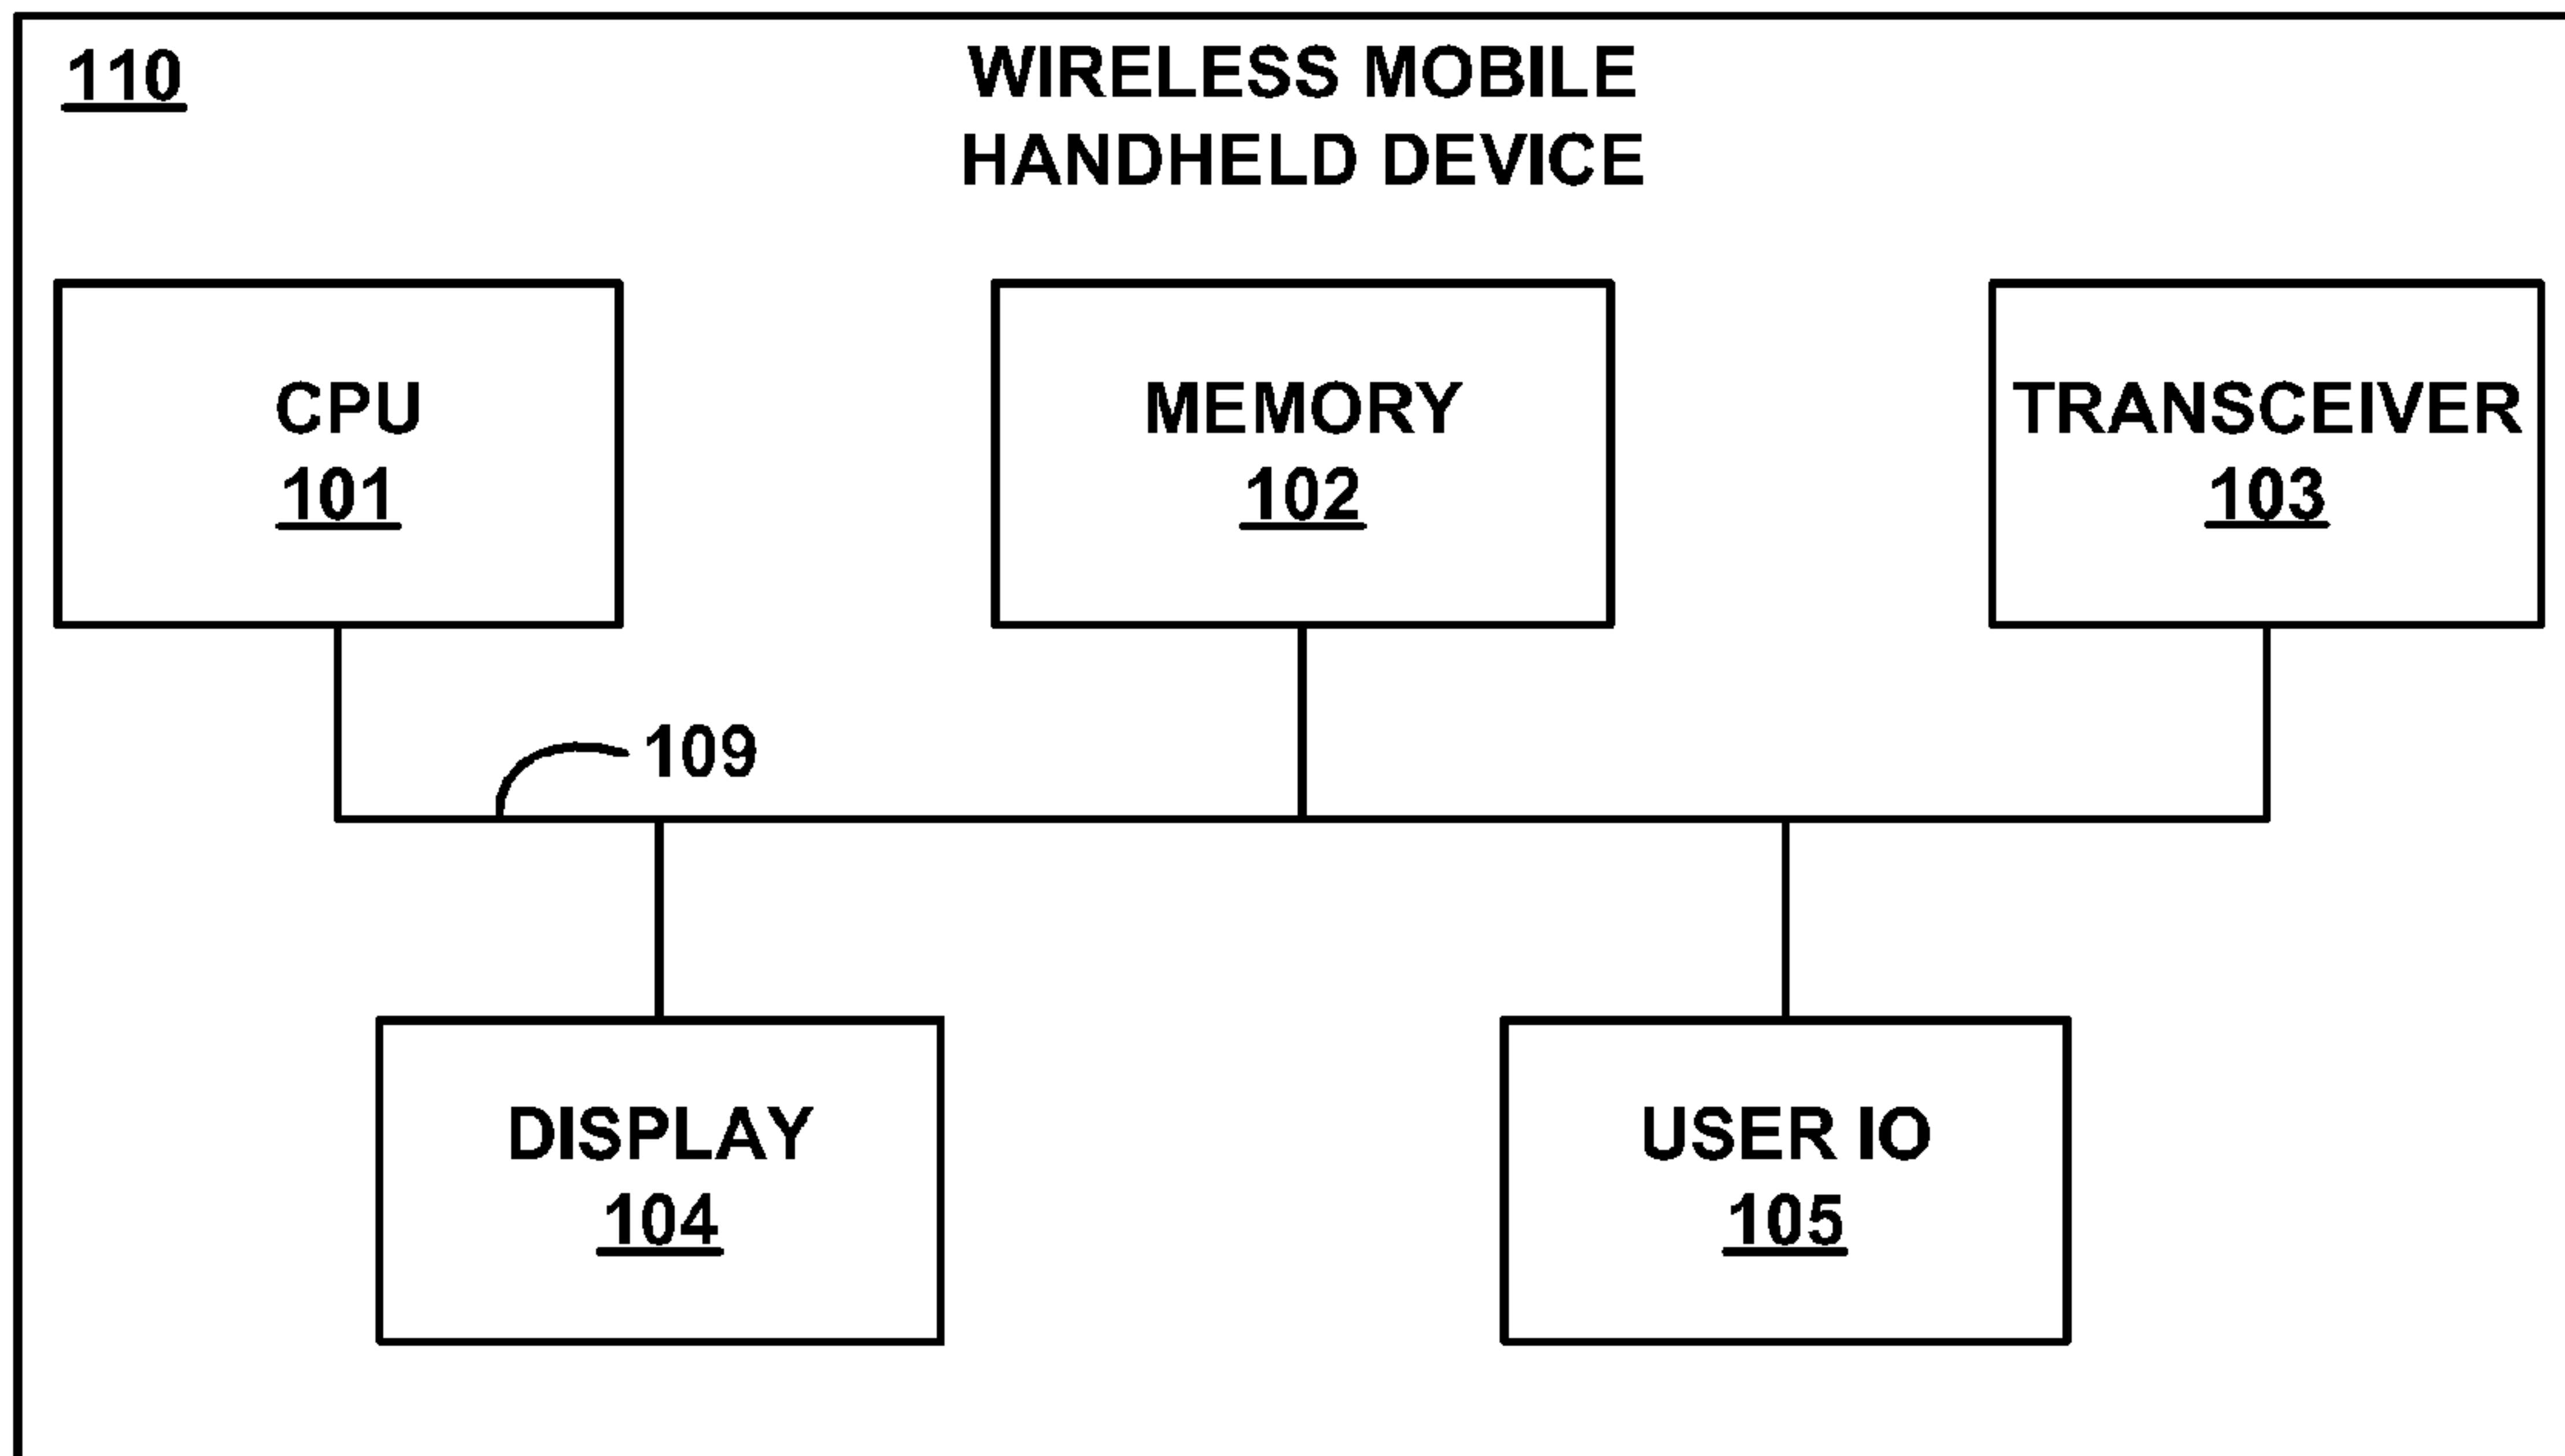 110
WIRELESS MOBILE
HANDHELD DEVICE
CPU
101
MEMORY
102
TRANSCEIVER
103
109
DISPLAY
104
USER IO
105